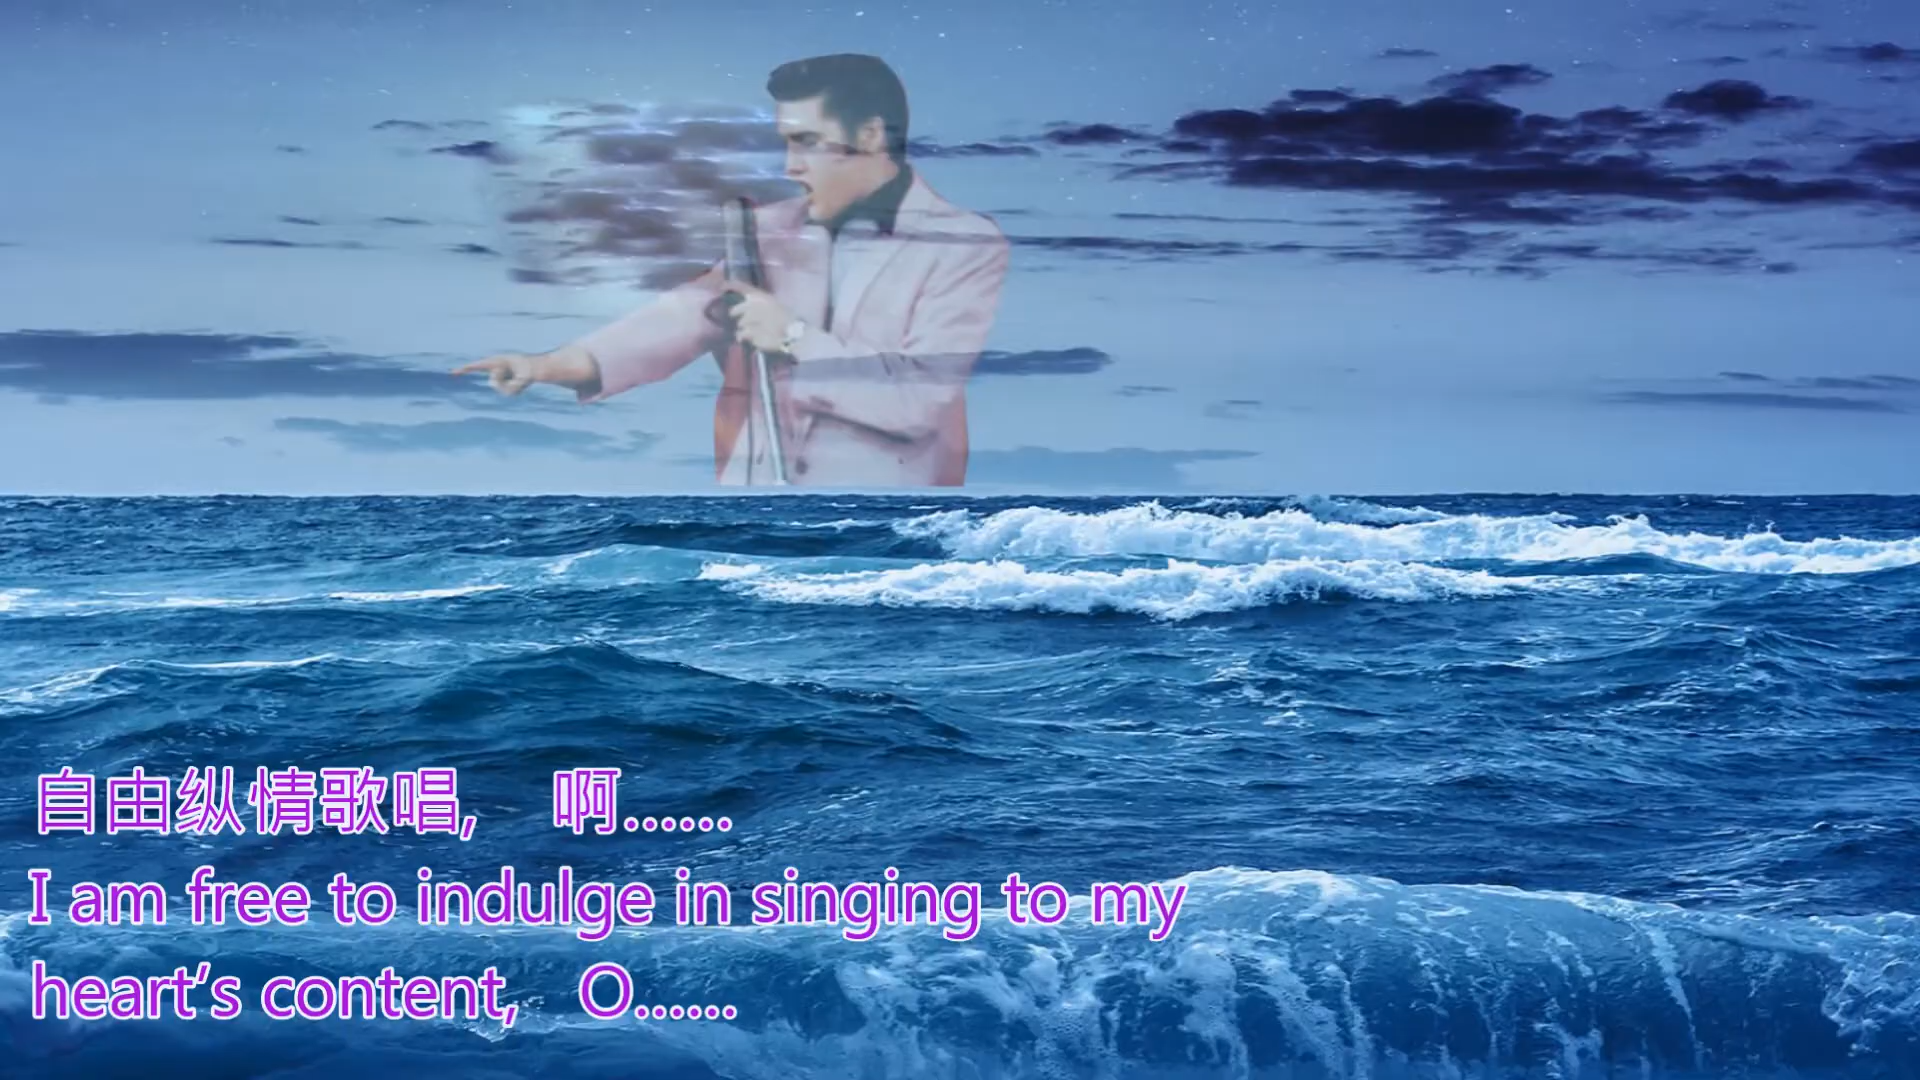 自由纵情歌唱,　啊......
I am free to indulge in singing to my
heart’s content,   O......